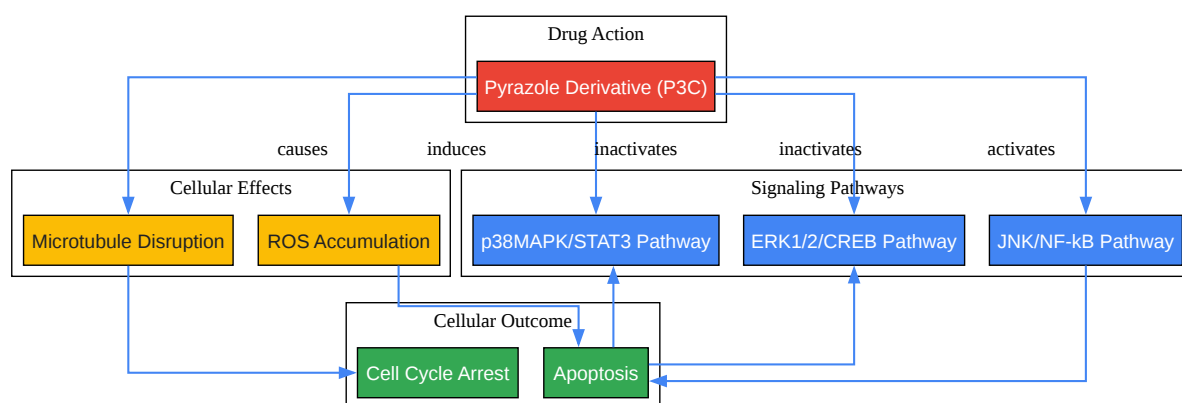 Drug Action
Pyrazole Derivative (P3C)
causes
induces
inactivates
inactivates
activates
Cellular Effects
Signaling Pathways
Microtubule Disruption
ROS Accumulation
p38MAPK/STAT3 Pathway
ERK1/2/CREB Pathway
JNK/NF-kB Pathway
Cellular Outcome
Cell Cycle Arrest
Apoptosis